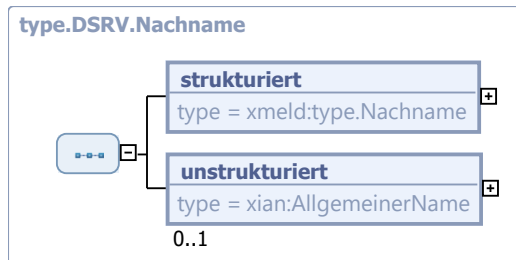 type.DSRV.Nachname
strukturiert
type = xmeld:type.Nachname
unstrukturiert
type = xian:AllgemeinerName
0..1